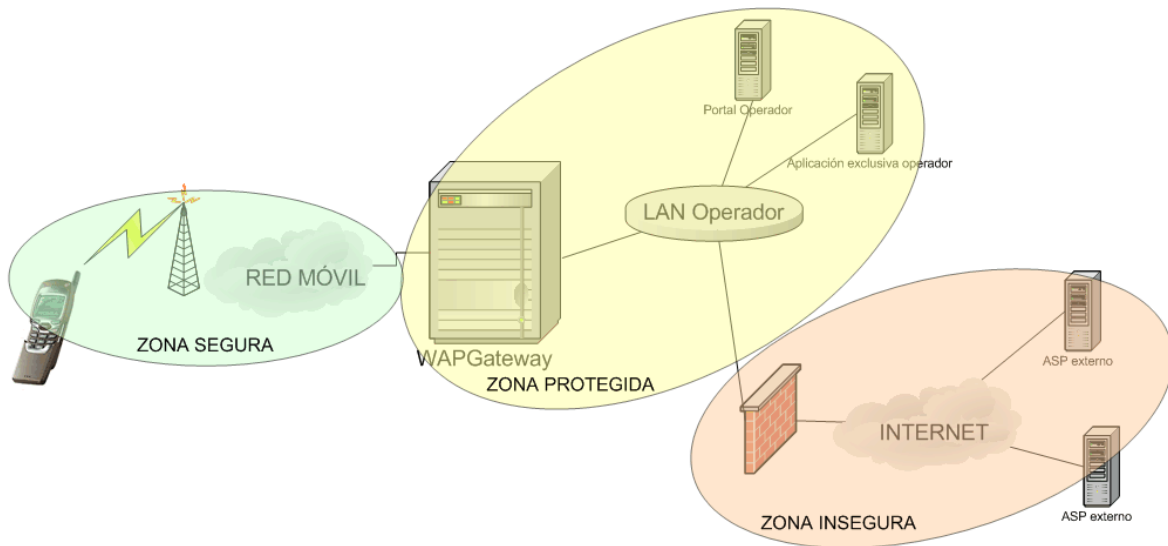 Portal Operador
Aplicación exclusiva operador
LAN Operador
RED MÓVIL
ZONA SEGURA
WAPGateway
ZONA PROTEGIDA
ASP externo
INTERNET
ASP externo
ZONA INSEGURA